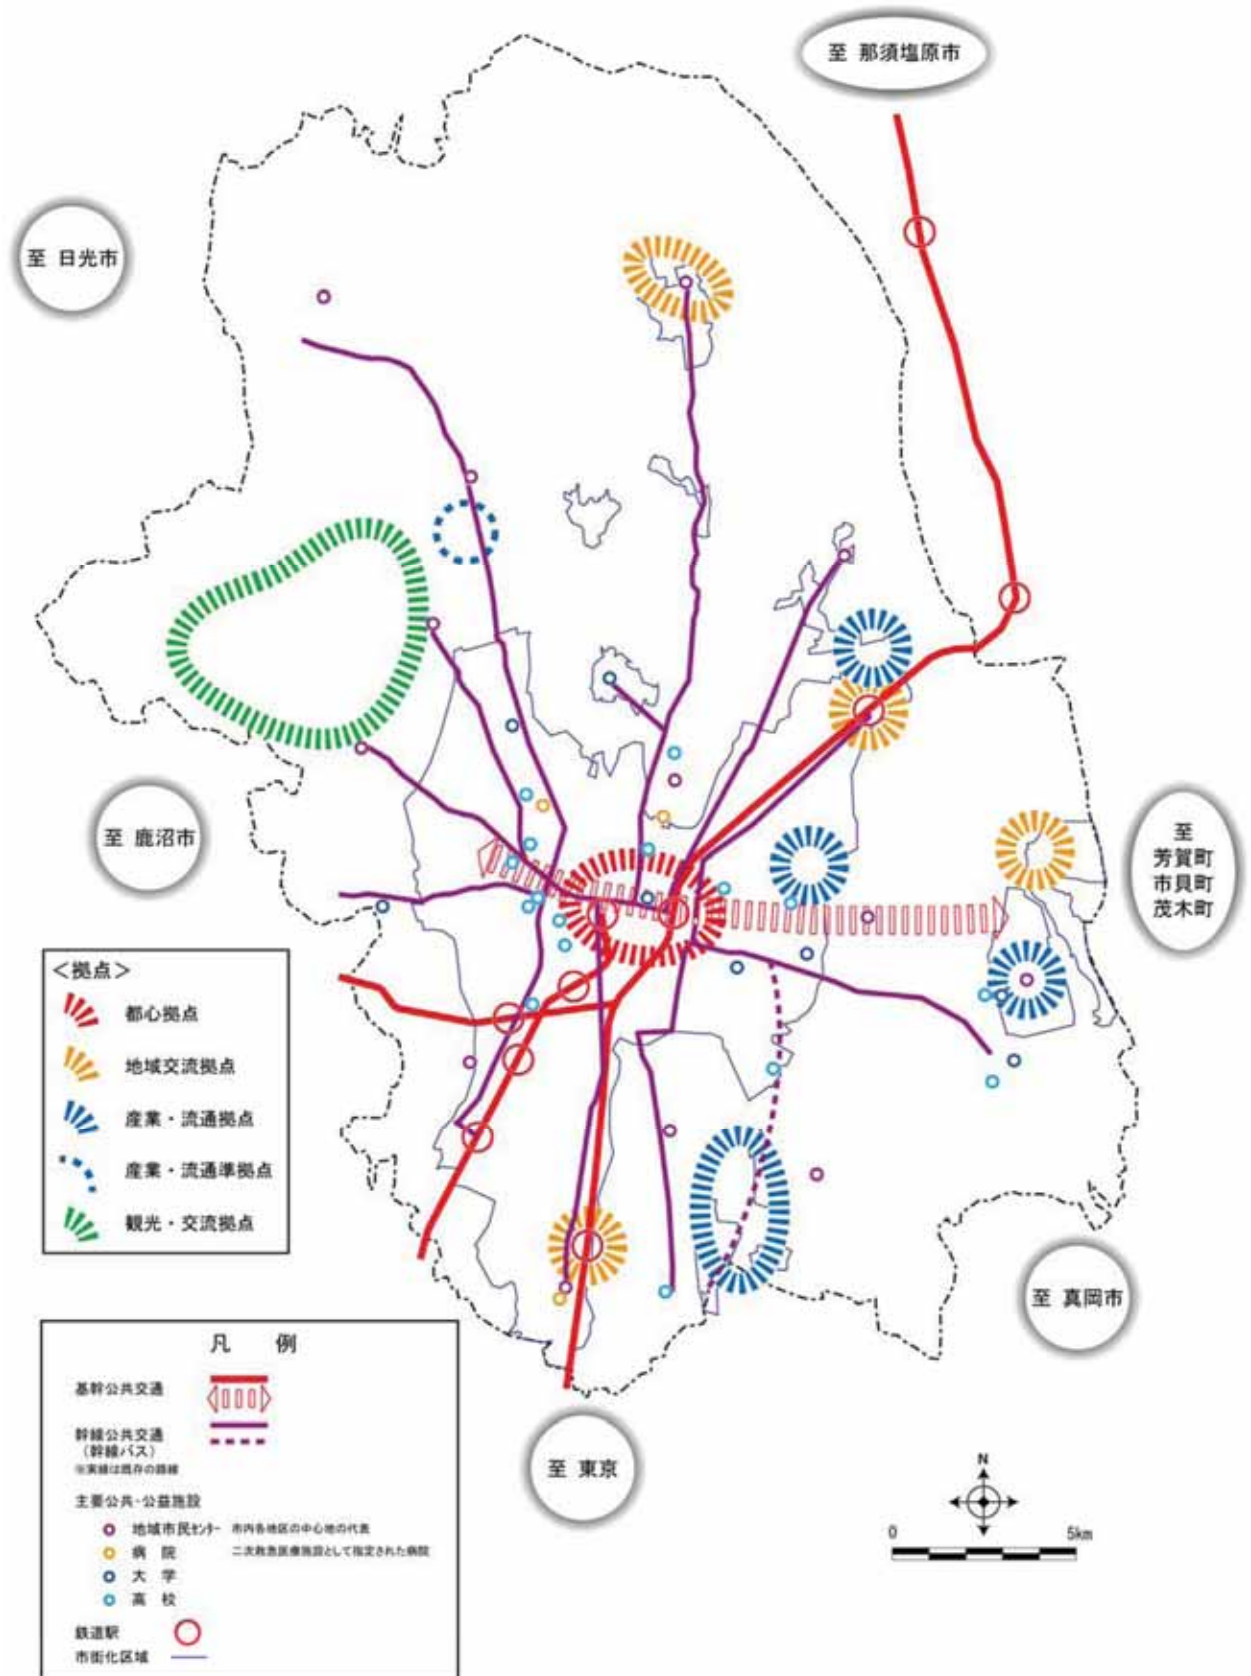 至 那須塩原市
至 日光市
至 鹿沼市
至
芳賀町
市貝町
茂木町
<拠点>
都心拠点
地域交流拠点
産業・流通拠点
産業・流通準拠点
観光・交流拠点
至 真岡市
至 東京
凡 例
基幹公共交通
幹線公共交通
(幹線バス)
※実線は既存の路線
主要公共・公益施設
地域市民センター 市内各地区の中心地の代表
病 院 二次救急医療施設として指定された病院
大 学
高 校
鉄道駅
市街化区域
N
0 5km